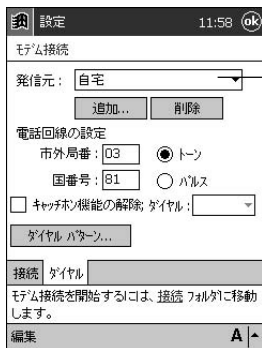 設定 11:58 ok
モデム接続
発信元： 自宅
追加... 削除
電話回線の設定
市外局番： 03 トーン
国番号： 81 パルス
キャッチホン機能の解除; ダイヤル：
ダイヤル パターン...
接続 ダイヤル
モデム接続を開始するには、接続 フォルダに移動
します。
編集 A